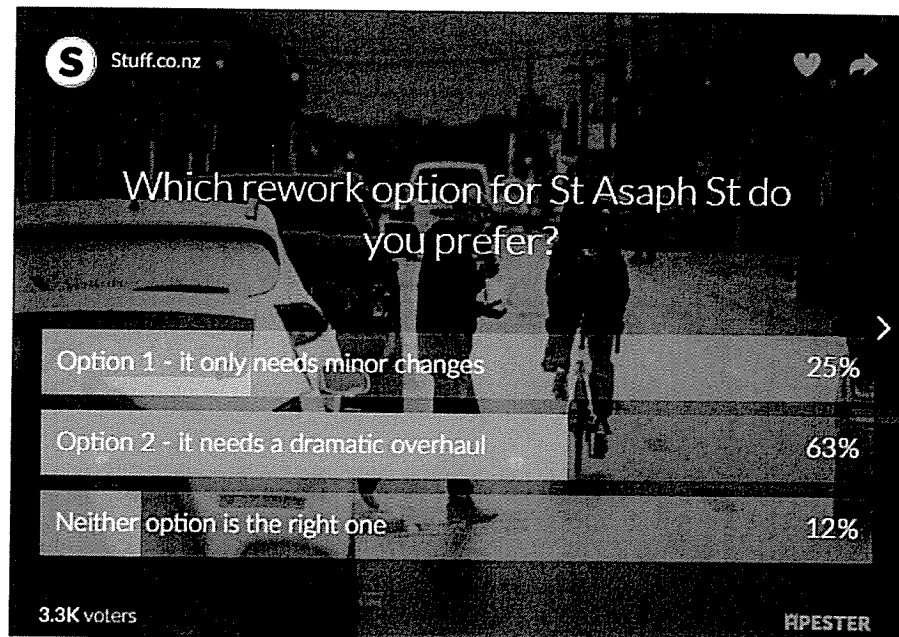 S Stuff.co.nz
Which rework option for St Asaph St do
you prefer?
Option 1 - it only needs minor changes 25%
Option 2 - it needs a dramatic overhaul 63%
Neither option is the right one 12%
3.3K voters APESTER